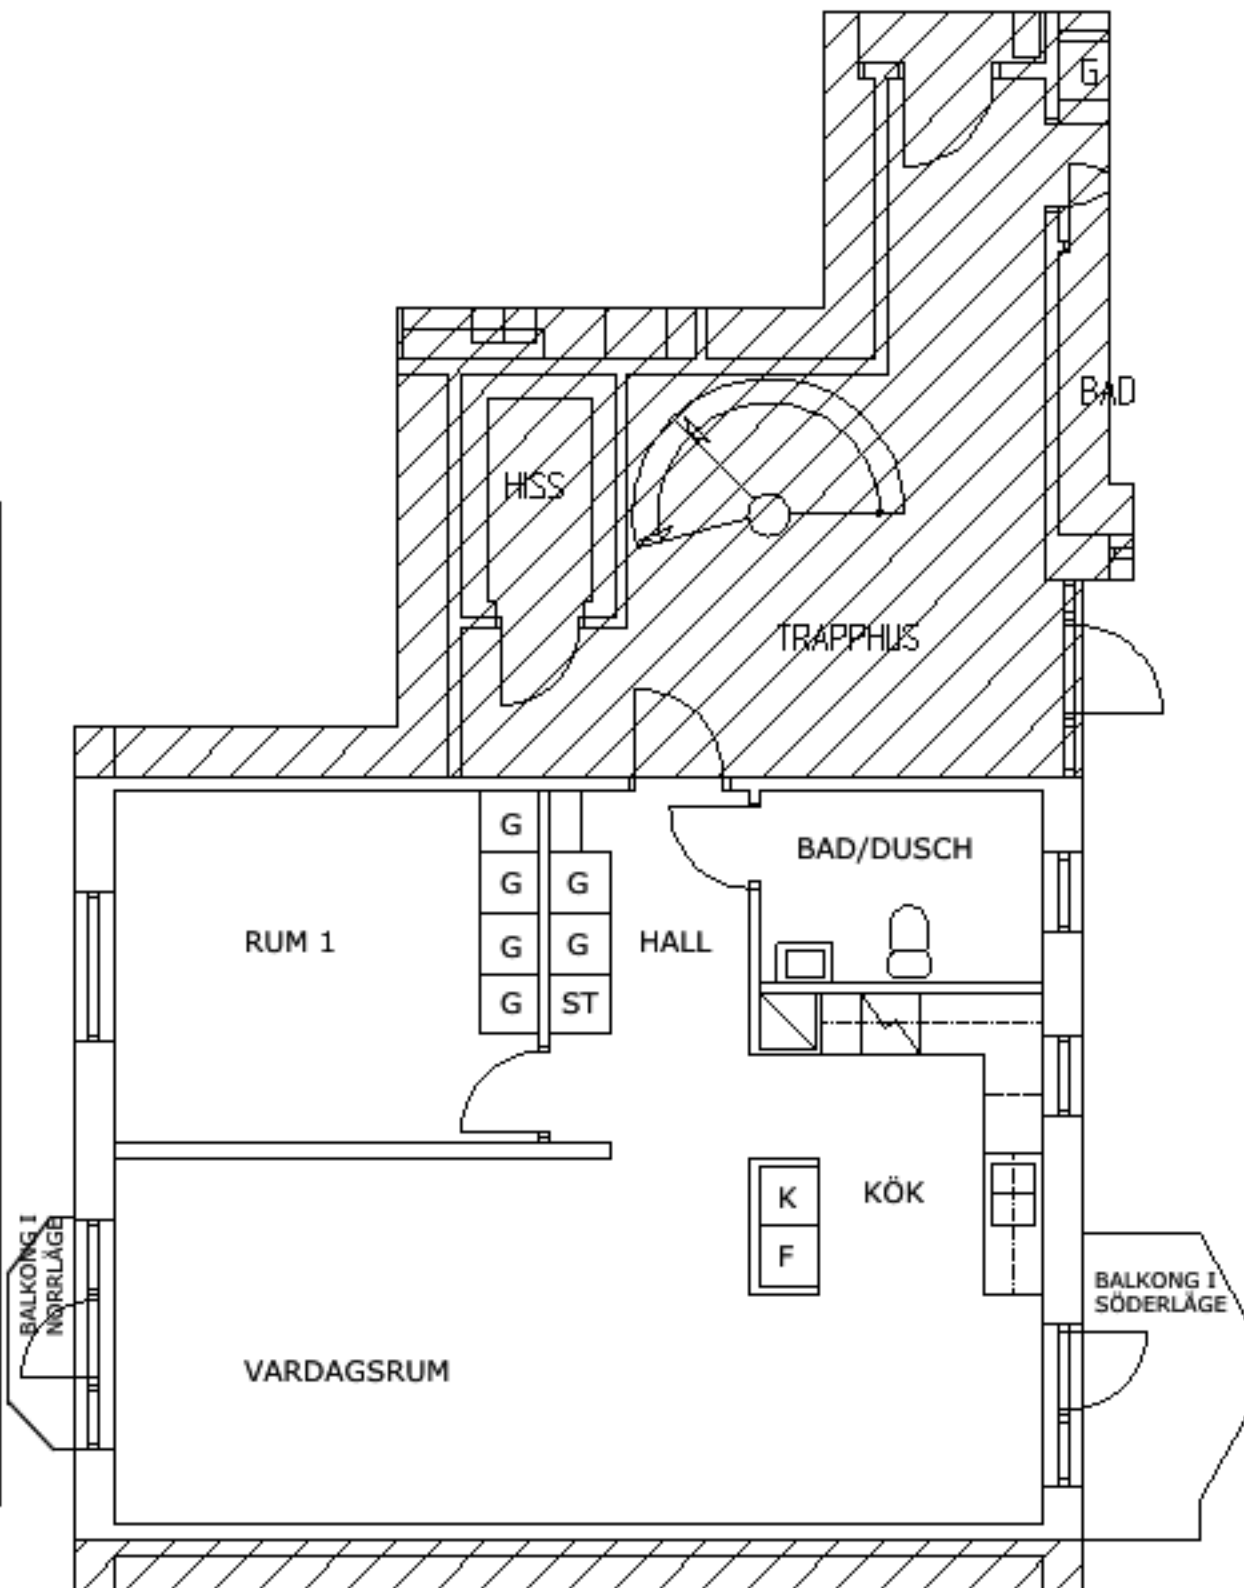 G
BAD
HISS
TRAPPHUS
G
BAD/DUSCH
G
G
RUM 1
G
G
HALL
G
ST
K
KÖK
F
BALKONG I
NORRLÄGE
BALKONG I
SÖDERLÄGE
VARDAGSRUM